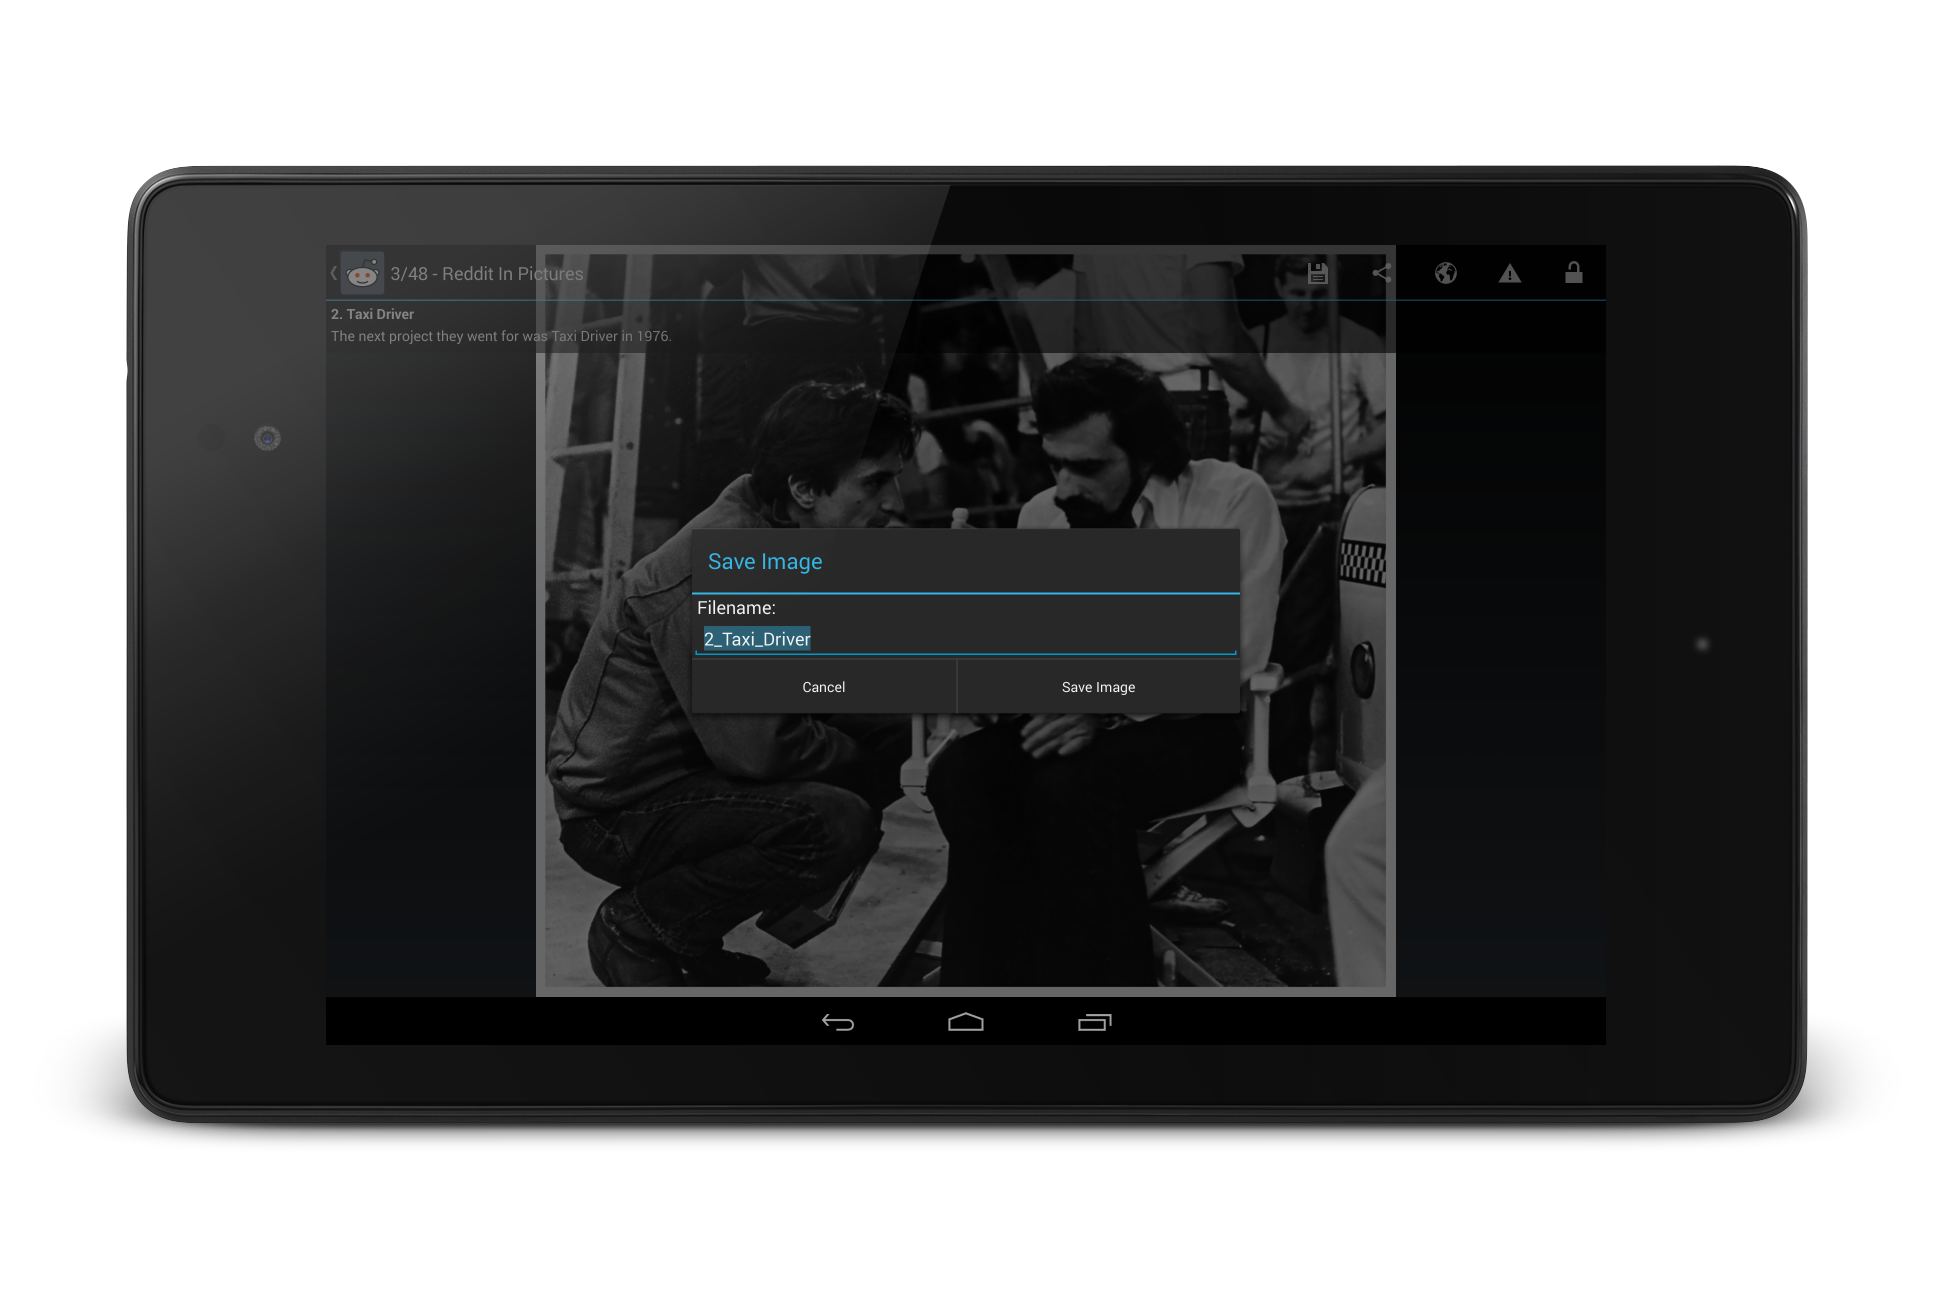 3/48 - Reddit In Pictures
2. Taxi Driver
The next project they went for was Taxi Driver in 1976.
Save Image
Filename:
2_Taxi_Driver
Cancel
Save Image